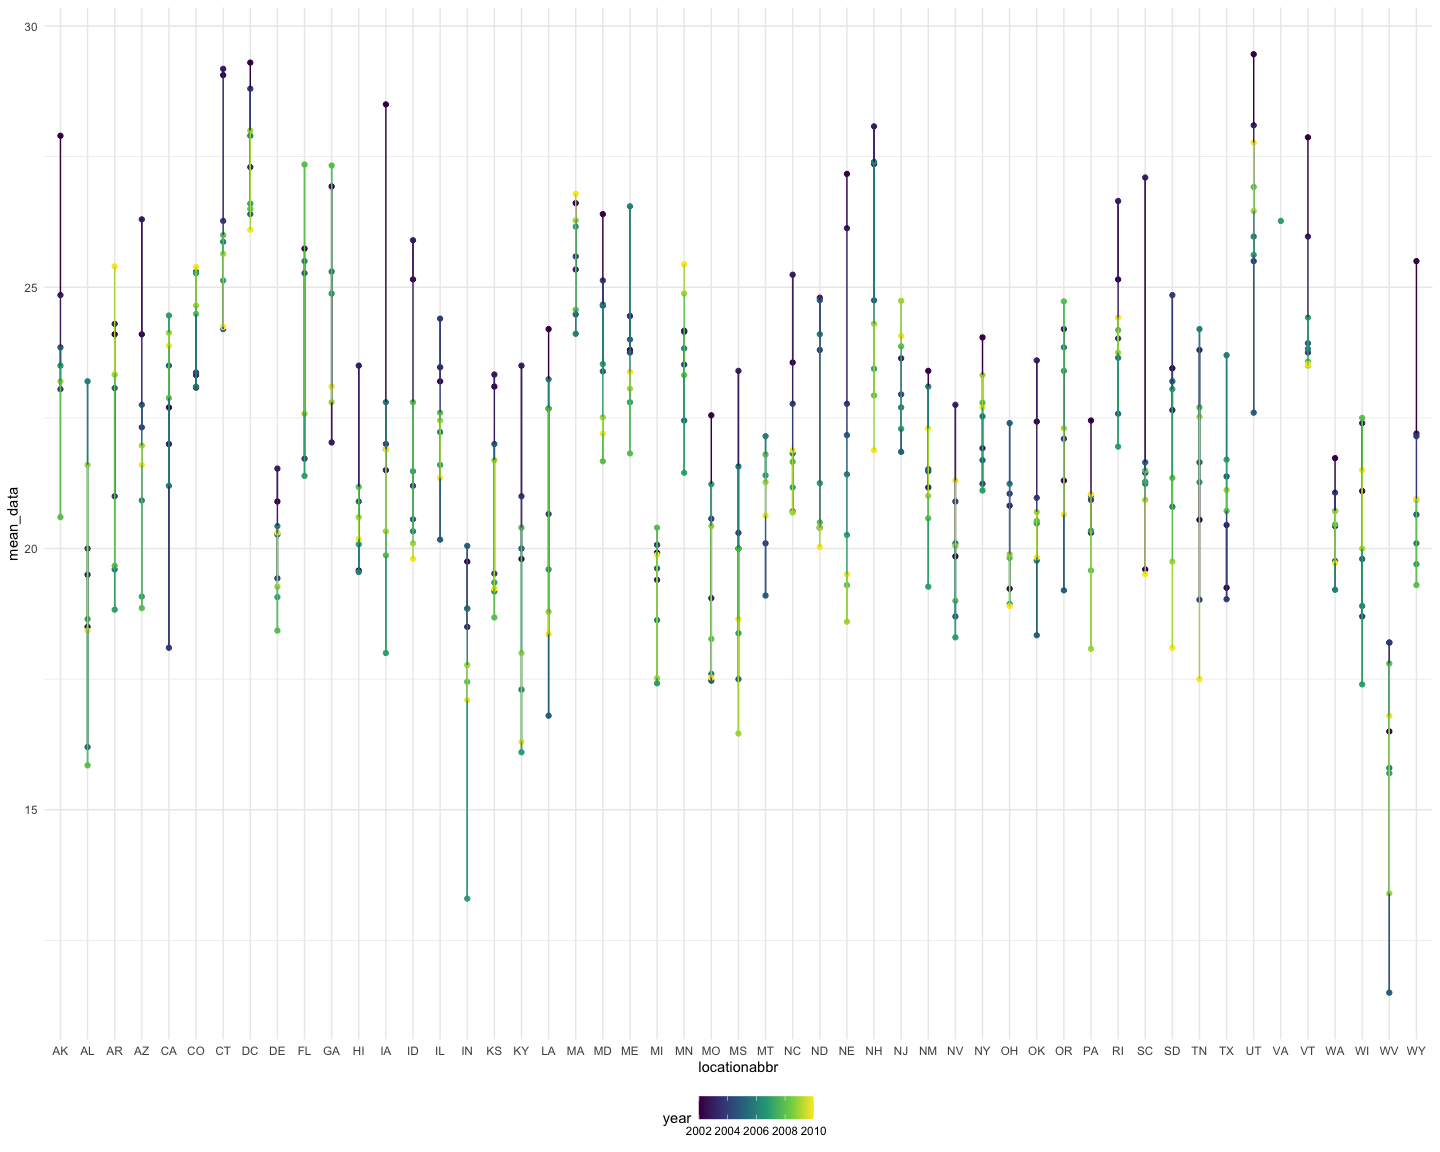 30
25
20
15
mean_data
AK AL AR AZ CA CO CT DC DE FL GA HI IA ID IL IN KS KY LA MA MD ME MI MN MO MS MT NC ND NE NH NJ NM NV NY OH OK OR PA RI SC SD TN TX UT VA VT WA WI WV WY
locationabbr
year
2002 2004 2006 2008 2010